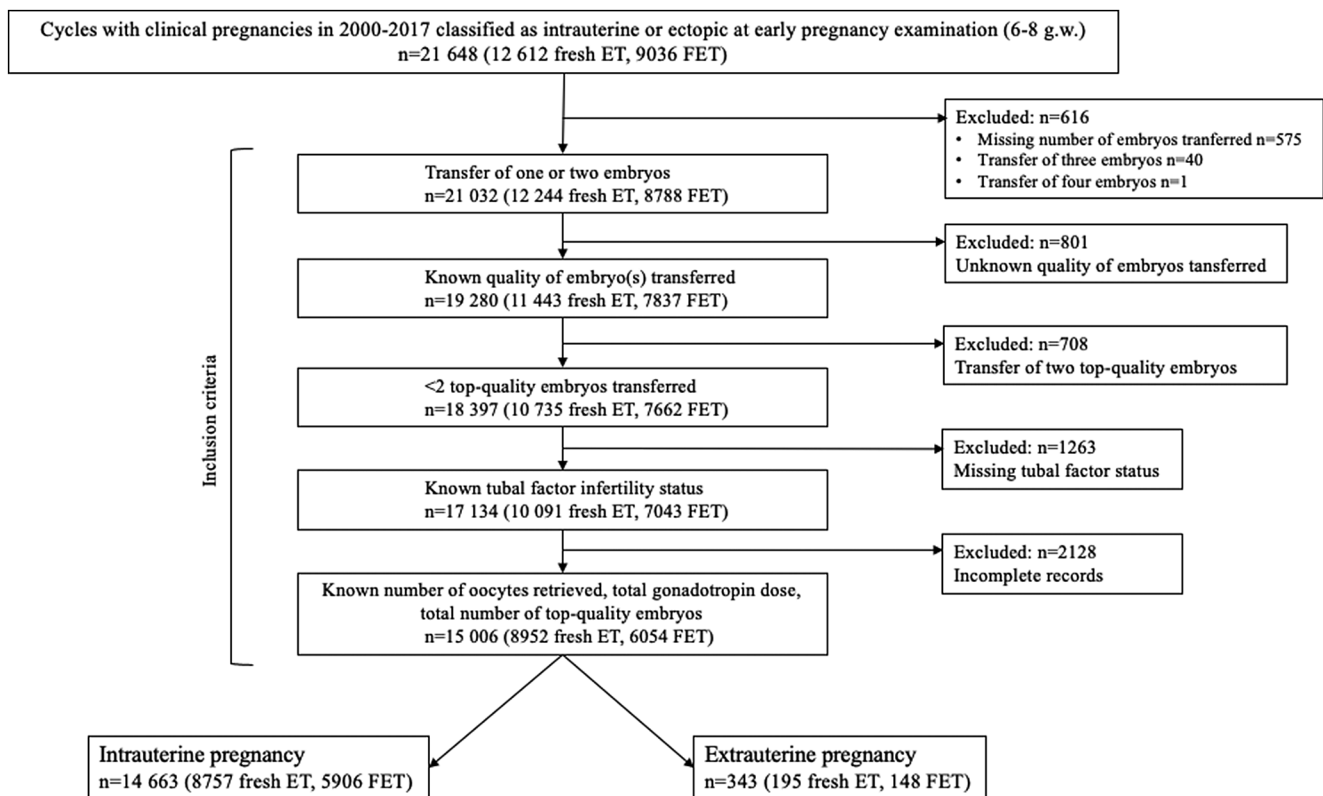 Cycles with clinical pregnancies in 2000-2017 classified as intrauterine or ectopic at early pregnancy examination (6-8 g.w.)
n=21 648 (12 612 fresh ET, 9036 FET)
Excluded: n=616
• Missing number of embryos tranferred n=575
• Transfer of three embryos n=40
• Transfer of four embryos n=1
Inclusion criteria
Transfer of one or two embryos
n=21 032 (12 244 fresh ET, 8788 FET)
Excluded: n=801
Unknown quality of embryos tansferred
Known quality of embryo(s) transferred
n=19 280 (11 443 fresh ET, 7837 FET)
Excluded: n=708
Transfer of two top-quality embryos
<2 top-quality embryos transferred
n=18 397 (10 735 fresh ET, 7662 FET)
Excluded: n=1263
Missing tubal factor status
Known tubal factor infertility status
n=17 134 (10 091 fresh ET, 7043 FET)
Excluded: n=2128
Incomplete records
Known number of oocytes retrieved, total gonadotropin dose,
total number of top-quality embryos
n=15 006 (8952 fresh ET, 6054 FET)
Intrauterine pregnancy
n=14 663 (8757 fresh ET, 5906 FET)
Extrauterine pregnancy
n=343 (195 fresh ET, 148 FET)